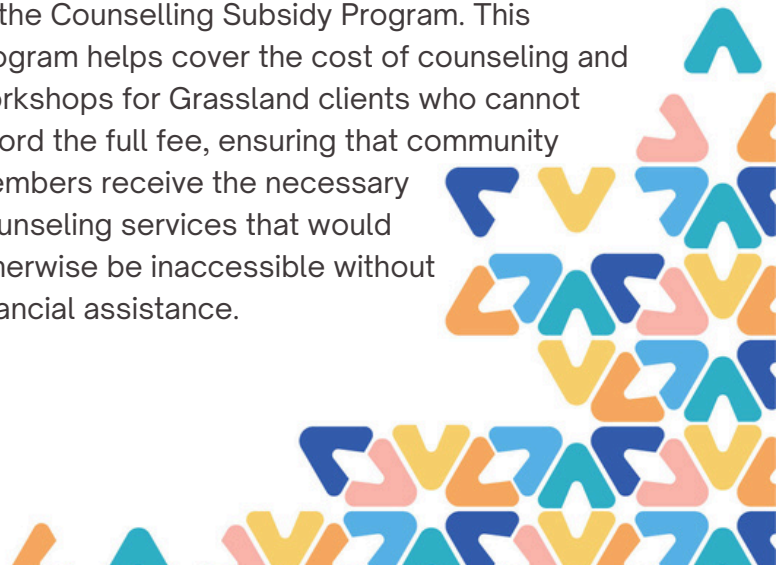 the Counselling Subsidy Program. This
ogram helps cover the cost of counseling and
orkshops for Grassland clients who cannot
ord the full fee, ensuring that community
embers receive the necessary
unseling services that would
herwise be inaccessible without
ancial assistance.